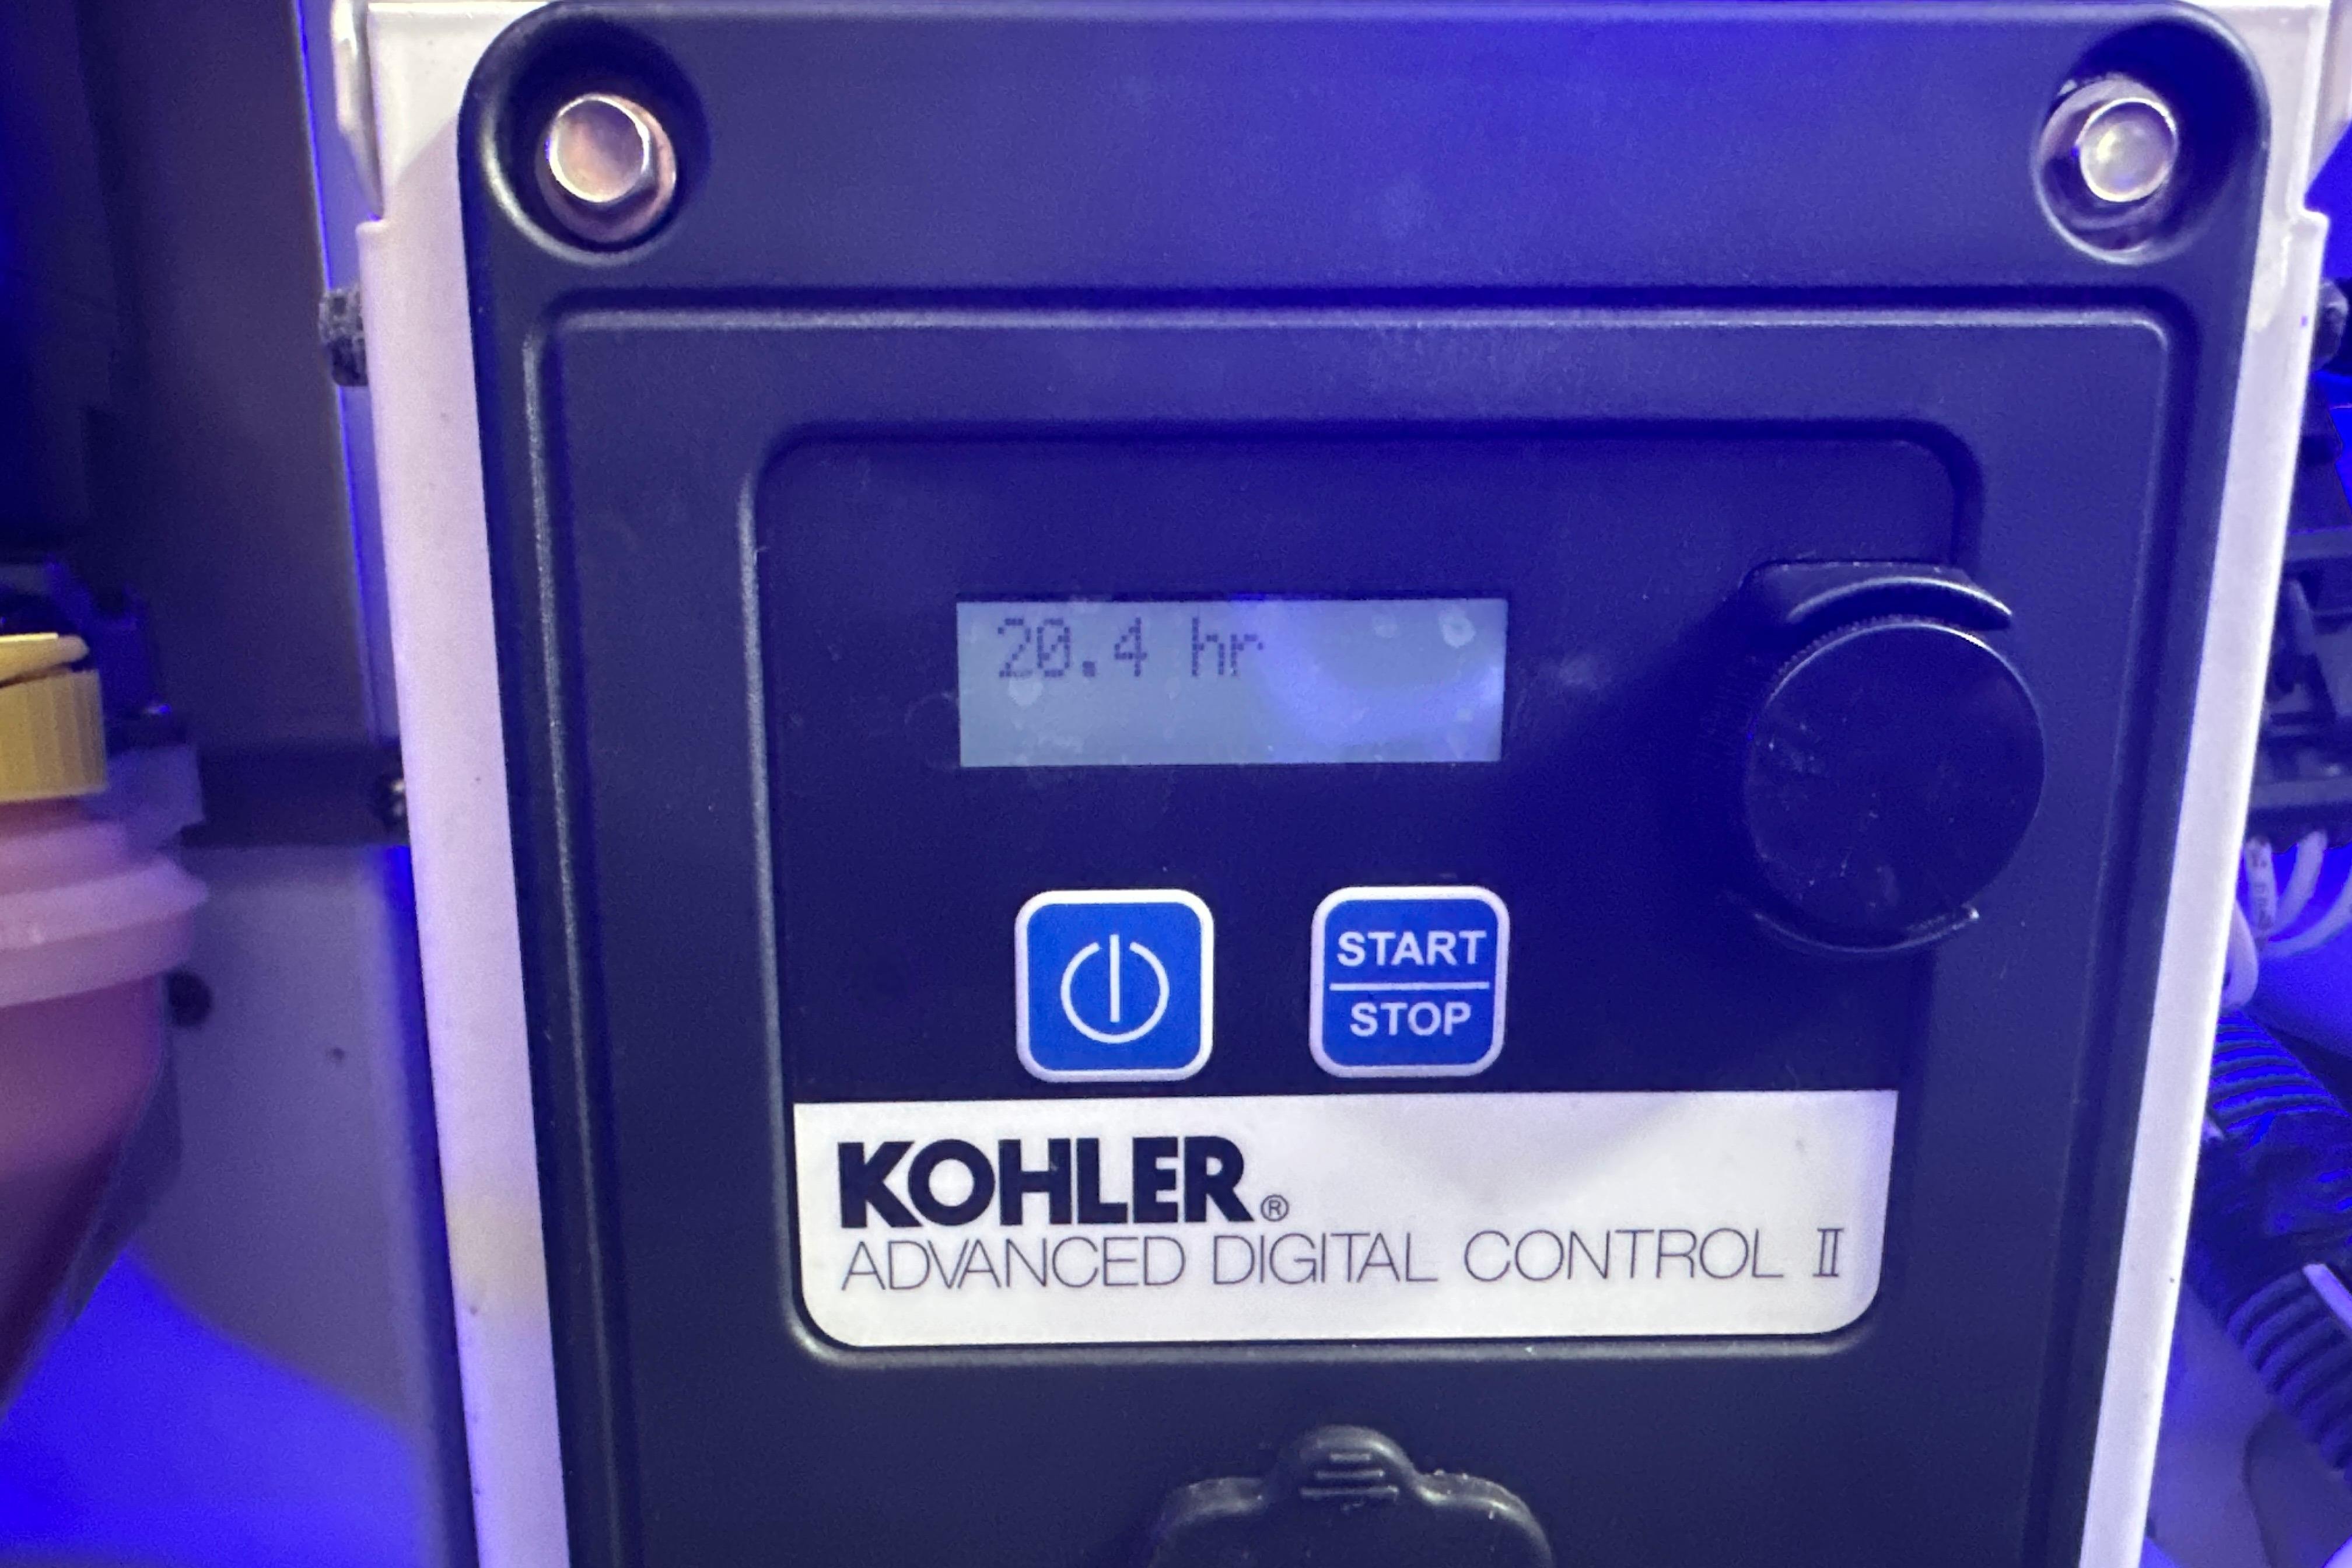 20.4 hr
START
STOP
KOHLER®
ADVANCED DIGITAL CONTROL II